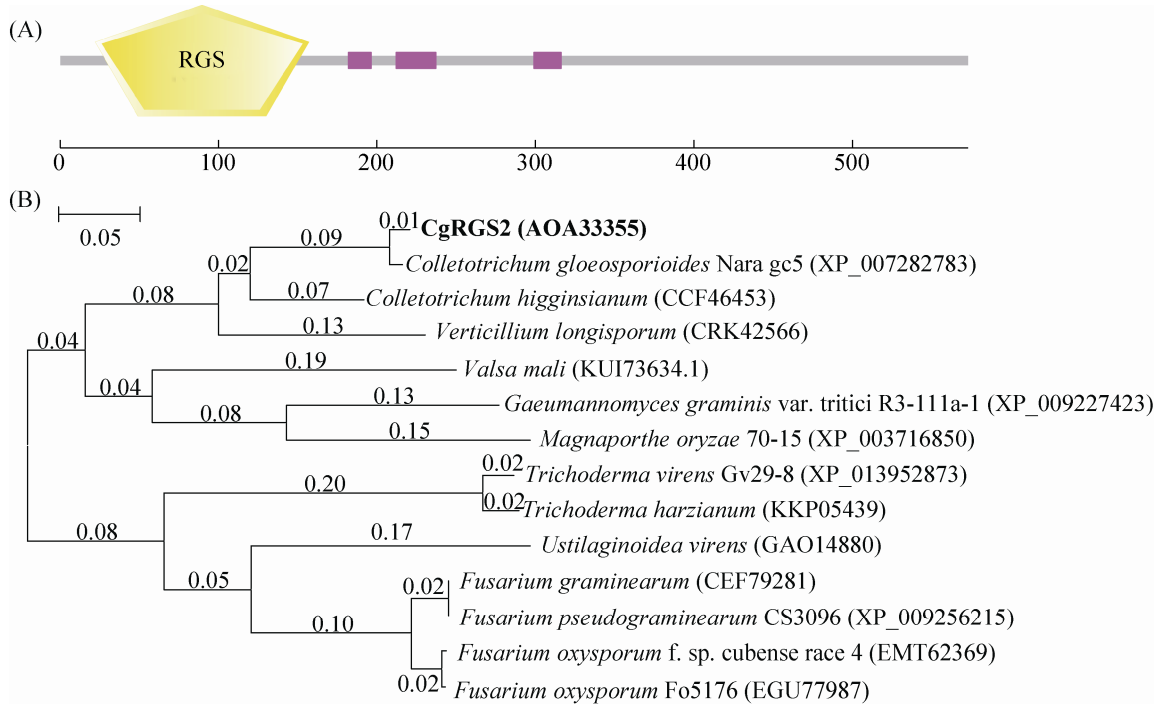 (A)
RGS
0 100 200 300 400 500
(B)
0.05
0.01 CgRGS2 (AOA33355)
0.09
Colletotrichum gloeosporioides Nara gc5 (XP_007282783)
0.02
0.07 Colletotrichum higginsianum (CCF46453)
0.08
0.13 Verticillium longisporum (CRK42566)
0.04
0.19 Valsa mali (KUI73634.1)
0.04
0.13 Gaeumannomyces graminis var. tritici R3-111a-1 (XP_009227423)
0.08
0.15 Magnaporthe oryzae 70-15 (XP_003716850)
0.02 Trichoderma virens Gv29-8 (XP_013952873)
0.20
0.02 Trichoderma harzianum (KKP05439)
0.08
0.17 Ustilaginoidea virens (GAO14880)
0.05
0.02 Fusarium graminearum (CEF79281)
Fusarium pseudograminearum CS3096 (XP_009256215)
0.10
Fusarium oxysporum f. sp. cubense race 4 (EMT62369)
0.02 Fusarium oxysporum Fo5176 (EGU77987)